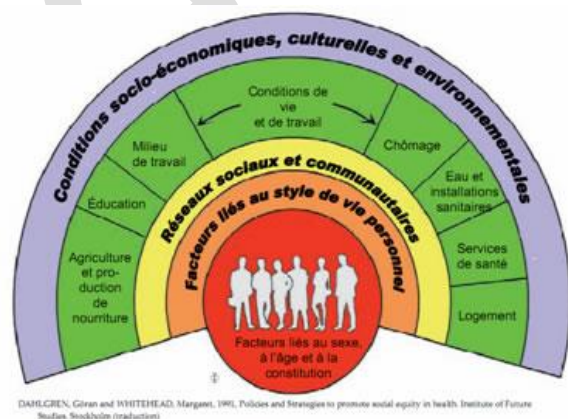 Conditions socio-économiques, culturelles et environnementales
Conditions de
vie
et de travail
Milieu
de travail
Chômage
Éducation
Eau et
installations
sanitaires
Agriculture
et pro-
duction
de
nourriture
Services
de santé
Logement
Réseaux sociaux et communautaires
Facteurs liés au style de vie personnel
Facteurs liés au sexe,
à l'âge et à la
constitution
DAHLGREN, Göran and WHITEHEAD, Margaret, 1991, Policies and Strategies to promote social equity in health. Institute of Future
Studies. Stockholm (traduction)